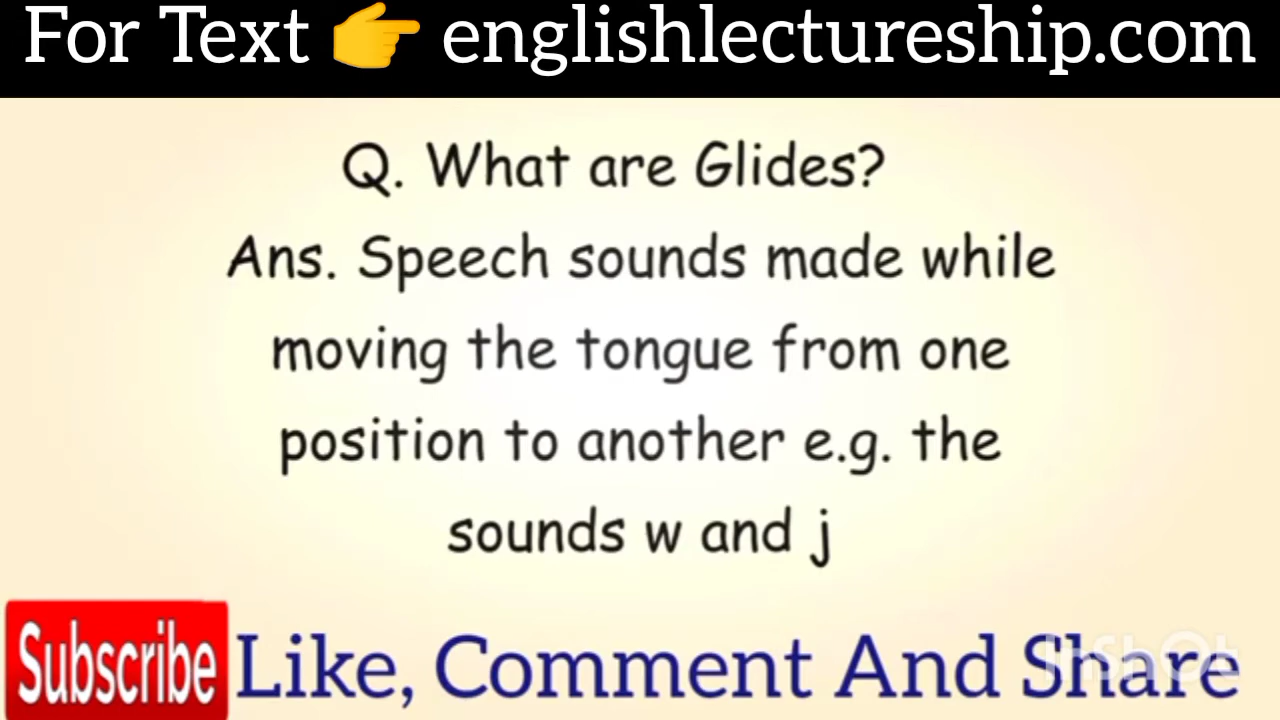 For Text 👉 englishlectureship.com
Q. What are Glides?
Ans. Speech sounds made while
moving the tongue from one
position to another e.g. the
sounds w and j
Subscribe Like, Comment And Share
InShOt